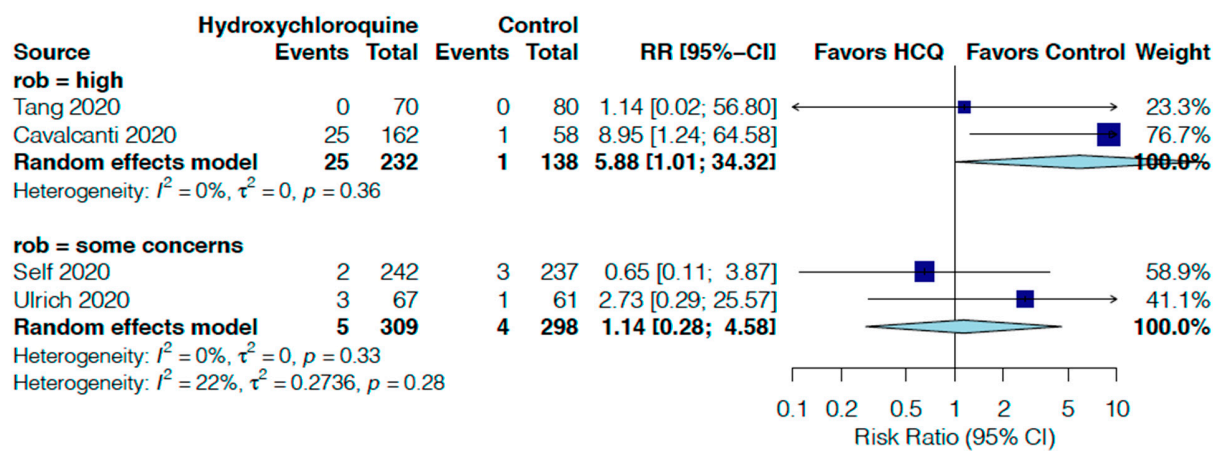 Hydroxychloroquine Control
Source Events Total Events Total RR [95%−CI] Favors HCQ Favors Control Weight
rob = high
Tang 2020 0 70 0 80 1.14 [0.02; 56.80] 23.3%
Cavalcanti 2020 25 162 1 58 8.95 [1.24; 64.58] 76.7%
Random effects model 25 232 1 138 5.88 [1.01; 34.32] 100.0%
Heterogeneity: I² = 0%, τ² = 0, p = 0.36
rob = some concerns
Self 2020 2 242 3 237 0.65 [0.11; 3.87] 58.9%
Ulrich 2020 3 67 1 61 2.73 [0.29; 25.57] 41.1%
Random effects model 5 309 4 298 1.14 [0.28; 4.58] 100.0%
Heterogeneity: I² = 0%, τ² = 0, p = 0.33
Heterogeneity: I² = 22%, τ² = 0.2736, p = 0.28
0.1 0.2 0.5 1 2 5 10
Risk Ratio (95% CI)